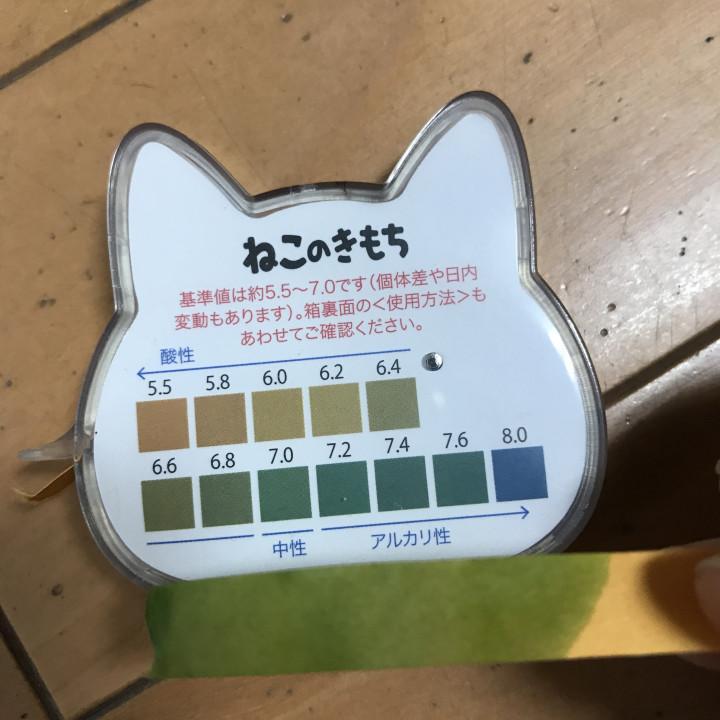 ねこのきもち
基準値は約5.5〜7.0です(個体差や日内
変動もあります)。箱裏面の<使用方法>も
あわせてご確認ください。
酸性
5.5 5.8 6.0 6.2 6.4
6.6 6.8 7.0 7.2 7.4 7.6 8.0
中性 アルカリ性